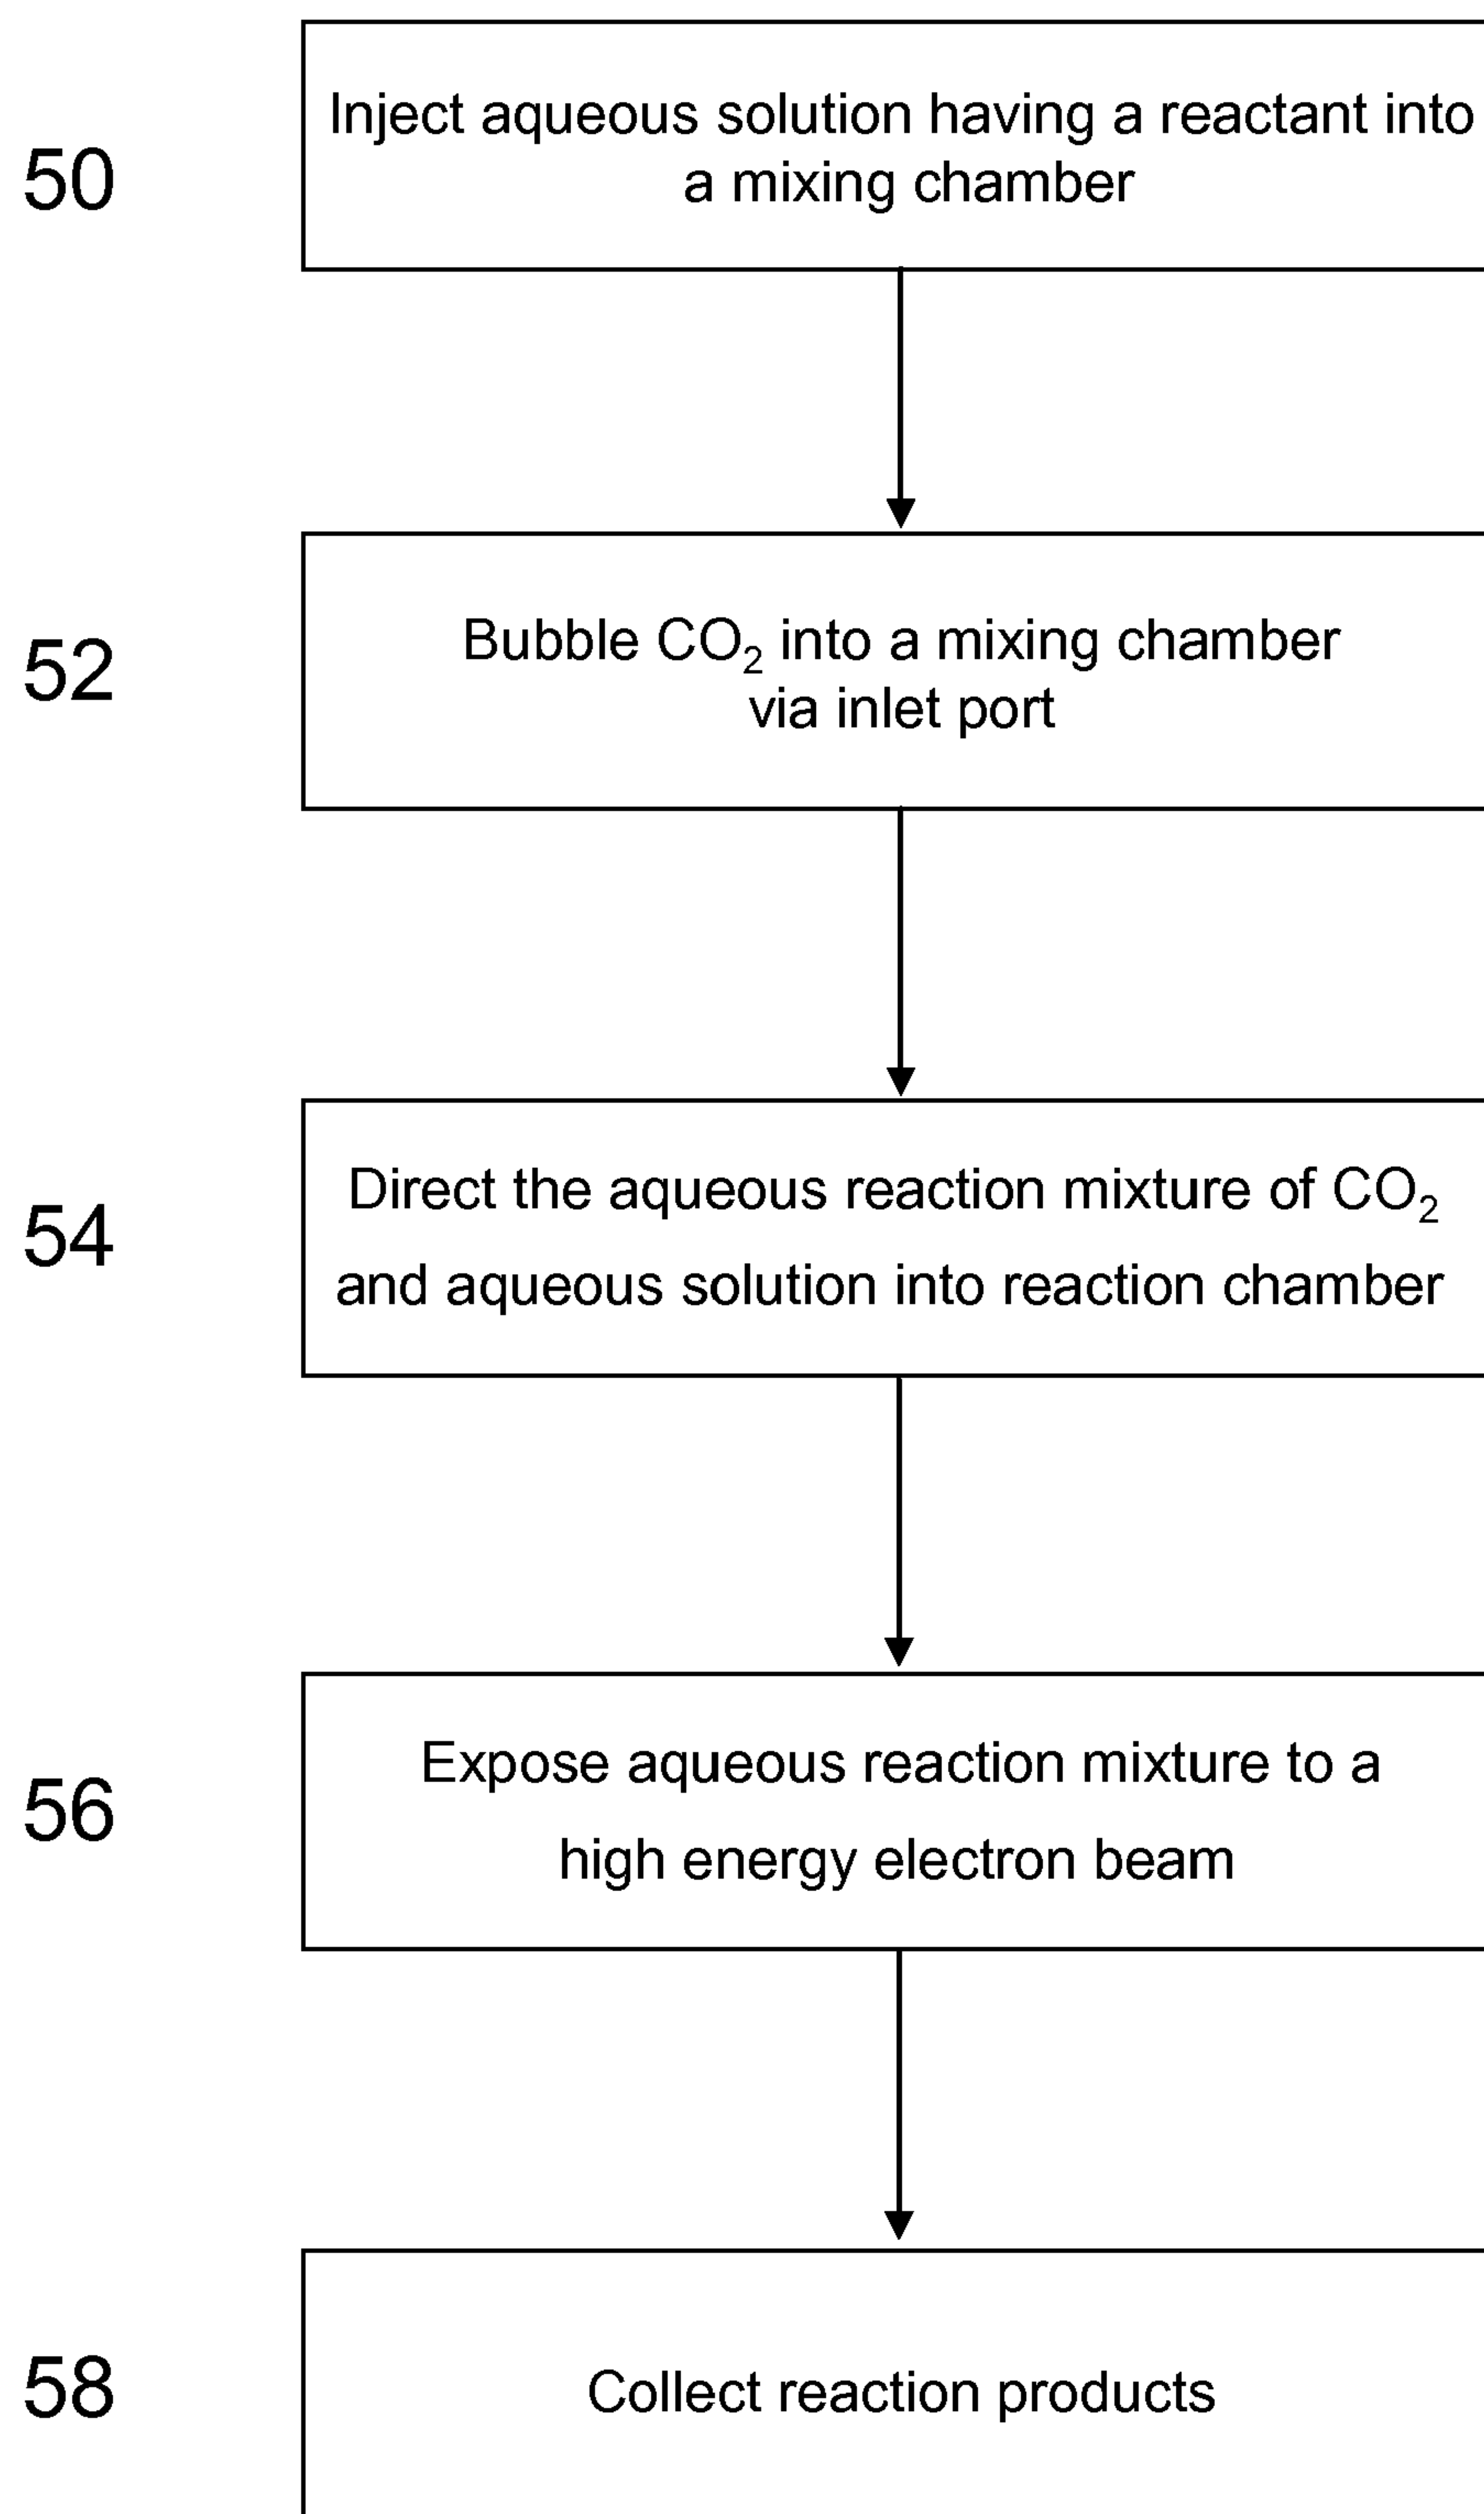 50
Inject aqueous solution having a reactant into
a mixing chamber
52
Bubble CO₂ into a mixing chamber
via inlet port
54
Direct the aqueous reaction mixture of CO₂
and aqueous solution into reaction chamber
56
Expose aqueous reaction mixture to a
high energy electron beam
58
Collect reaction products